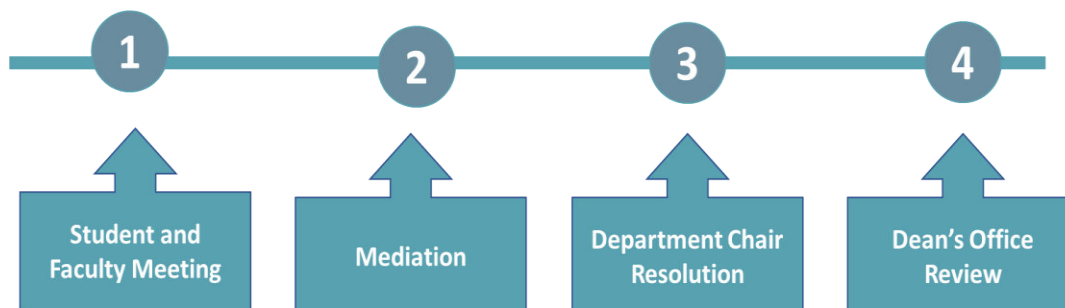 1
2
3
4
Student and
Faculty Meeting
Mediation
Department Chair
Resolution
Dean’s Office
Review